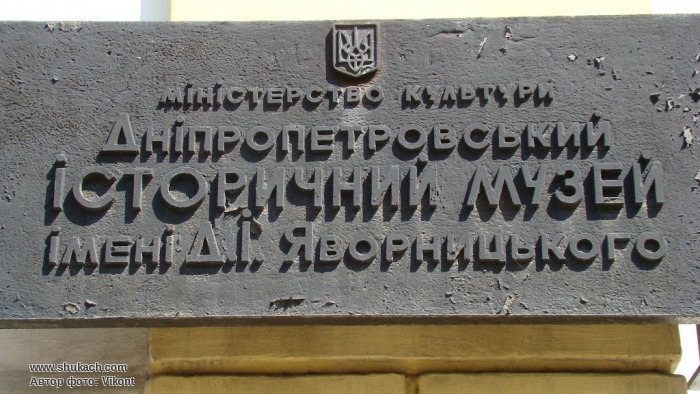 міністерство культури
Дніпропетровський
історичний музей
імені Д.І. Яворницького
www.shukach.com
Автор фото: Vikont